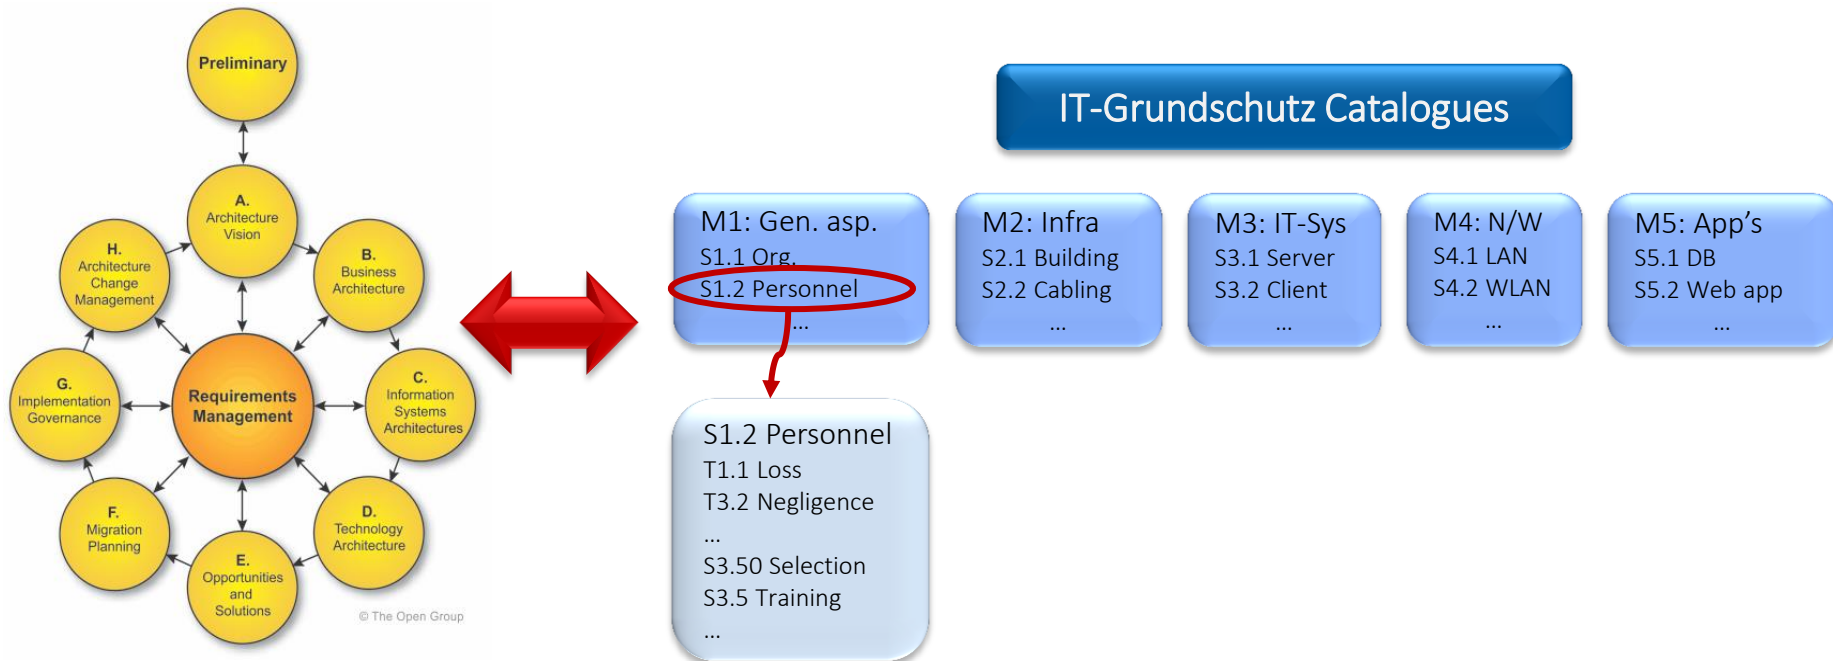 Preliminary
A.
Architecture
Vision
B.
Business
Architecture
C.
Information
Systems
Architectures
D.
Technology
Architecture
E.
Opportunities
and
Solutions
F.
Migration
Planning
G.
Implementation
Governance
H.
Architecture
Change
Management
Requirements
Management
© The Open Group
IT-Grundschutz Catalogues
M1: Gen. asp.
S1.1 Org.
S1.2 Personnel
...
M2: Infra
S2.1 Building
S2.2 Cabling
...
M3: IT-Sys
S3.1 Server
S3.2 Client
...
M4: N/W
S4.1 LAN
S4.2 WLAN
...
M5: App’s
S5.1 DB
S5.2 Web app
...
S1.2 Personnel
T1.1 Loss
T3.2 Negligence
...
S3.50 Selection
S3.5 Training
...